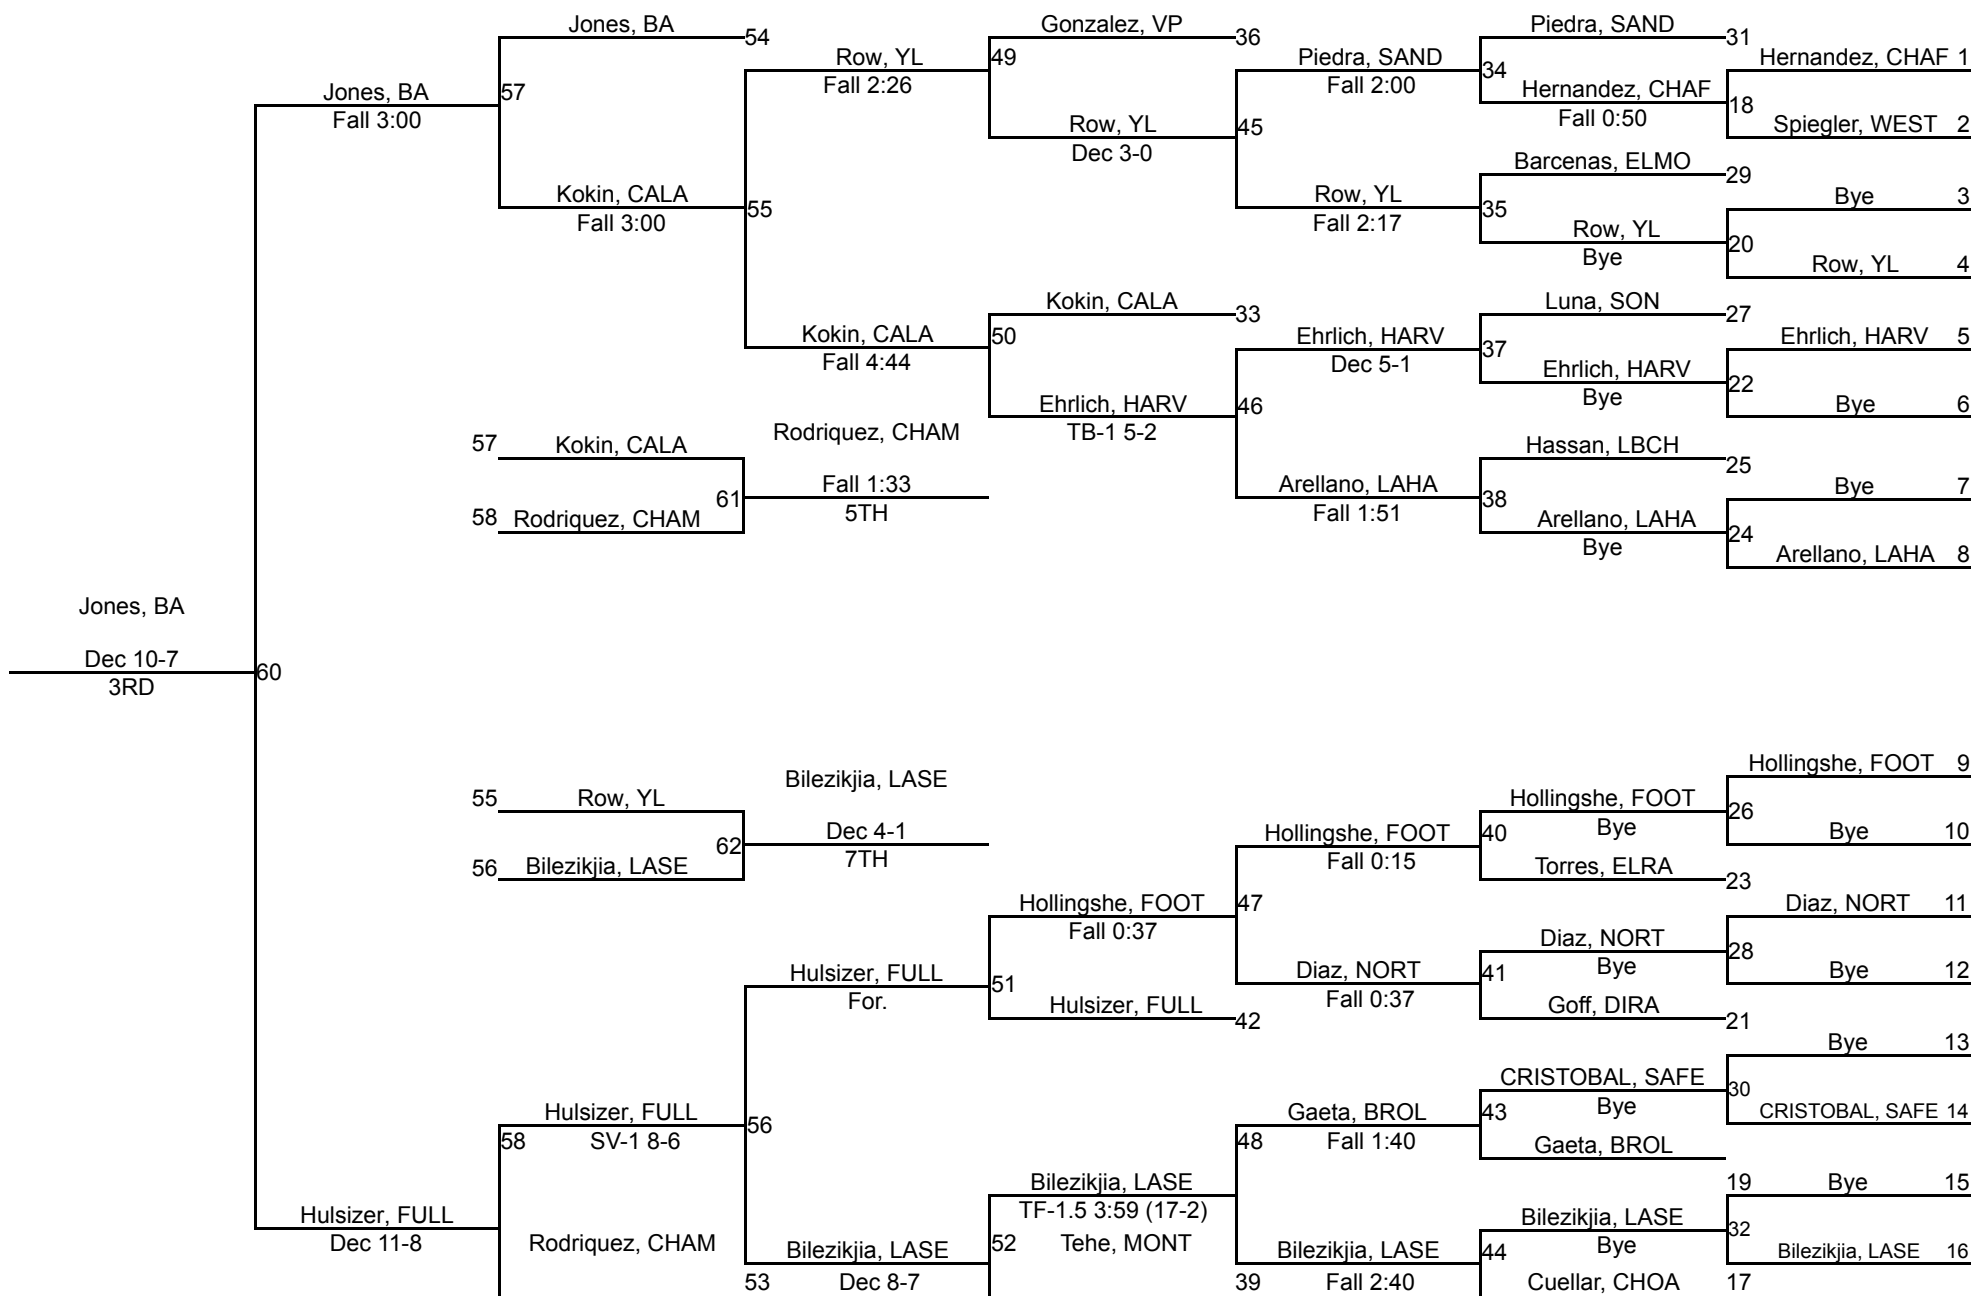 Jones, BA
54
Gonzalez, VP
36
Piedra, SAND
31
Row, YL
Fall 2:26
49
Piedra, SAND
Fall 2:00
34
Hernandez, CHAF 1
Jones, BA
Fall 3:00
57
Hernandez, CHAF
Fall 0:50
18
Spiegler, WEST 2
Row, YL
Dec 3-0
45
Barcenas, ELMO
29
Bye 3
Kokin, CALA
Fall 3:00
55
Row, YL
Fall 2:17
35
Row, YL
Bye
20
Row, YL 4
Kokin, CALA
33
Luna, SON
27
Kokin, CALA
Fall 4:44
50
Ehrlich, HARV
Dec 5-1
37
Ehrlich, HARV 5
Ehrlich, HARV
Bye
22
Bye 6
Ehrlich, HARV
TB-1 5-2
46
57 Kokin, CALA
Rodriquez, CHAM
Hassan, LBCH
25
Bye 7
61
Fall 1:33
5TH
Arellano, LAHA
Fall 1:51
38
58 Rodriquez, CHAM
Arellano, LAHA
Bye
24
Arellano, LAHA 8
Jones, BA
Dec 10-7
3RD
60
Hollingshe, FOOT 9
55 Row, YL
Bilezikjia, LASE
Hollingshe, FOOT
Bye
26
Bye 10
62
Dec 4-1
7TH
Hollingshe, FOOT
Fall 0:15
40
56 Bilezikjia, LASE
Torres, ELRA
23
Hollingshe, FOOT
Fall 0:37
47
Diaz, NORT 11
Diaz, NORT
Bye
28
Bye 12
Hulsizer, FULL
For.
51
Diaz, NORT
Fall 0:37
41
Hulsizer, FULL
42
Goff, DIRA
21
Bye 13
CRISTOBAL, SAFE
Bye
30
CRISTOBAL, SAFE 14
Hulsizer, FULL
SV-1 8-6
58
56
Gaeta, BROL
Fall 1:40
48
43
Gaeta, BROL
19
Bye 15
Bilezikjia, LASE
TF-1.5 3:59 (17-2)
Hulsizer, FULL
Dec 11-8
Rodriquez, CHAM
53
Bilezikjia, LASE
Dec 8-7
52
Tehe, MONT
39
Bilezikjia, LASE
Fall 2:40
44
Bilezikjia, LASE
Bye
32
Bilezikjia, LASE 16
Cuellar, CHOA
17